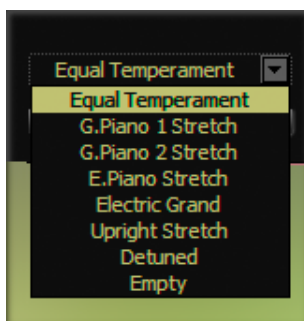 Equal Temperament
Equal Temperament
G.Piano 1 Stretch
G.Piano 2 Stretch
E.Piano Stretch
Electric Grand
Upright Stretch
Detuned
Empty